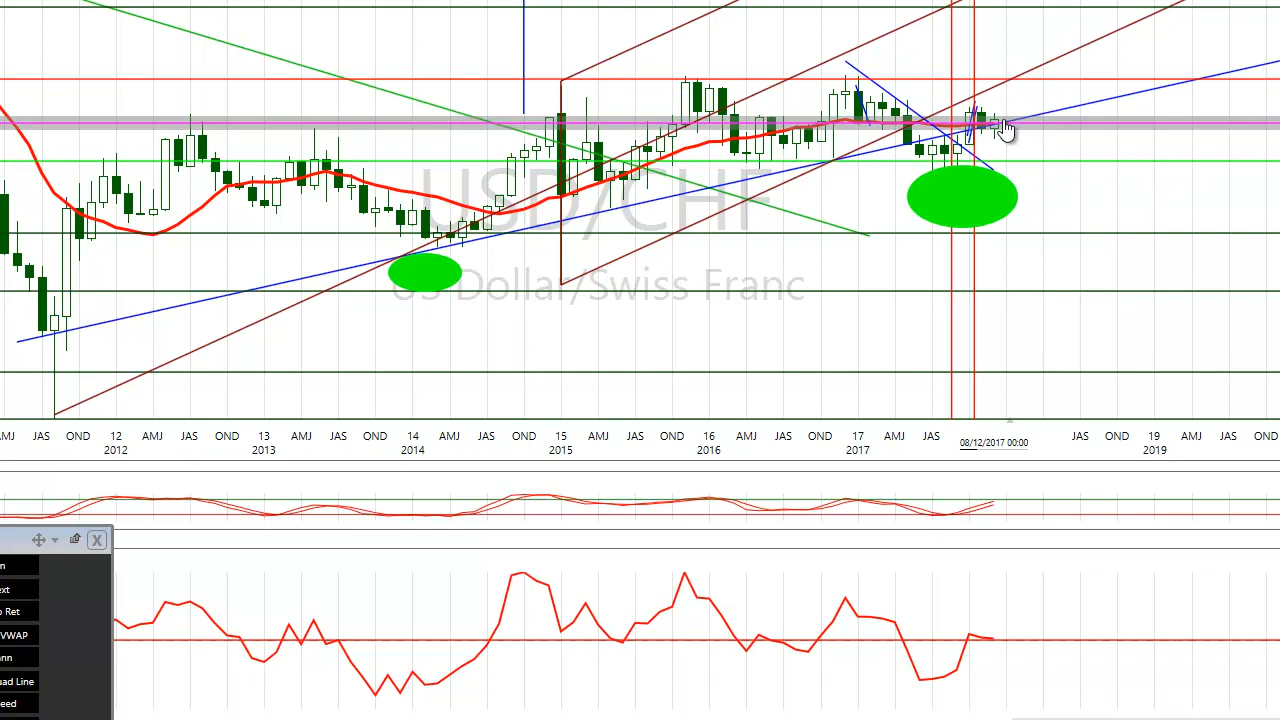 USD/CHF
US Dollar/Swiss Franc
AMJ JAS OND 12 AMJ JAS OND 13 AMJ JAS OND 14 AMJ JAS OND 15 AMJ JAS OND 16 AMJ JAS OND 17 AMJ JAS JAS OND 19 AMJ JAS OND
2012 2013 2014 2015 2016 2017 08/12/2017 00:00 2019
X
n
ext
o Ret
VWAP
ann
uad Line
eed